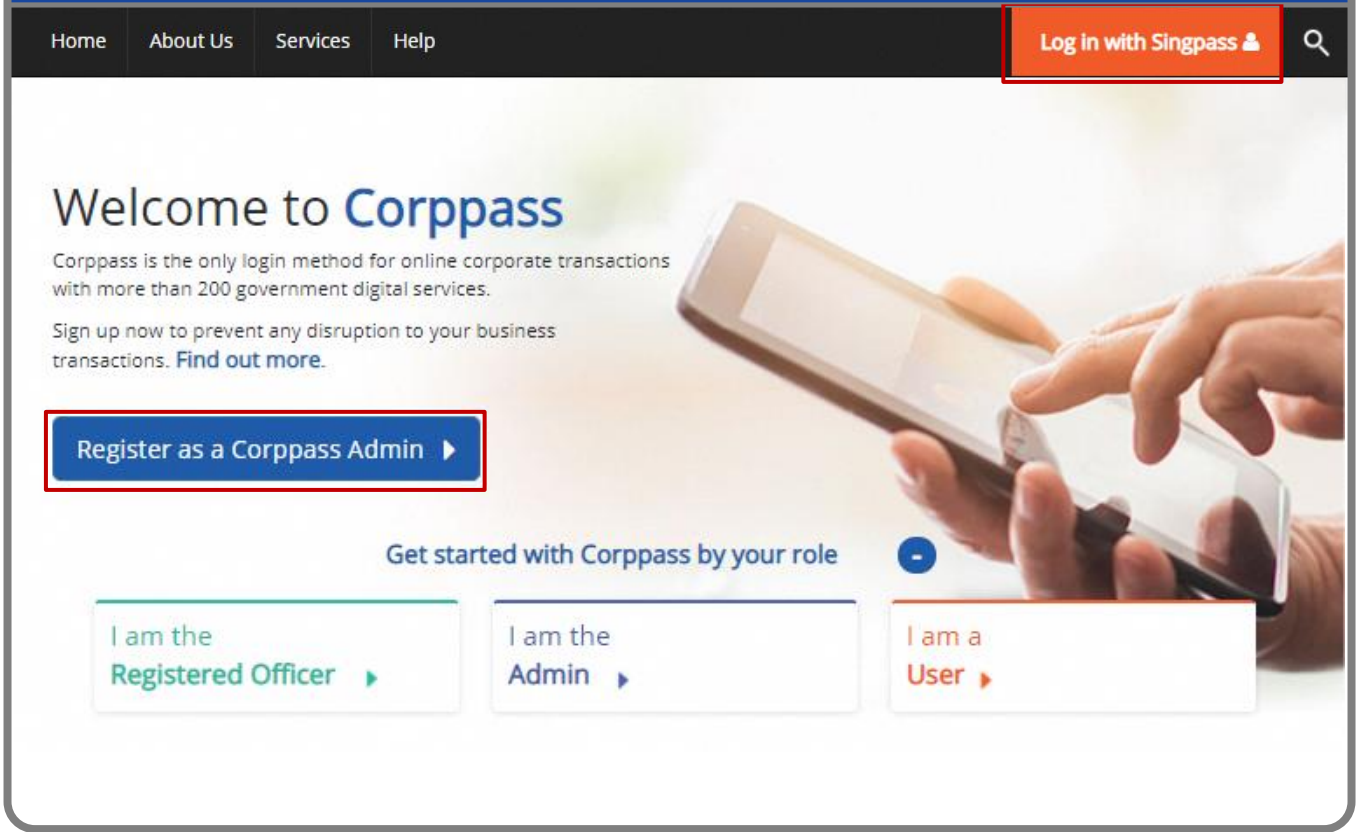 Home About Us Services Help Log in with Singpass
Welcome to Corppass
Corppass is the only login method for online corporate transactions
with more than 200 government digital services.
Sign up now to prevent any disruption to your business
transactions. Find out more.
Register as a Corppass Admin
Get started with Corppass by your role -
I am the
Registered Officer
I am the
Admin
I am a
User